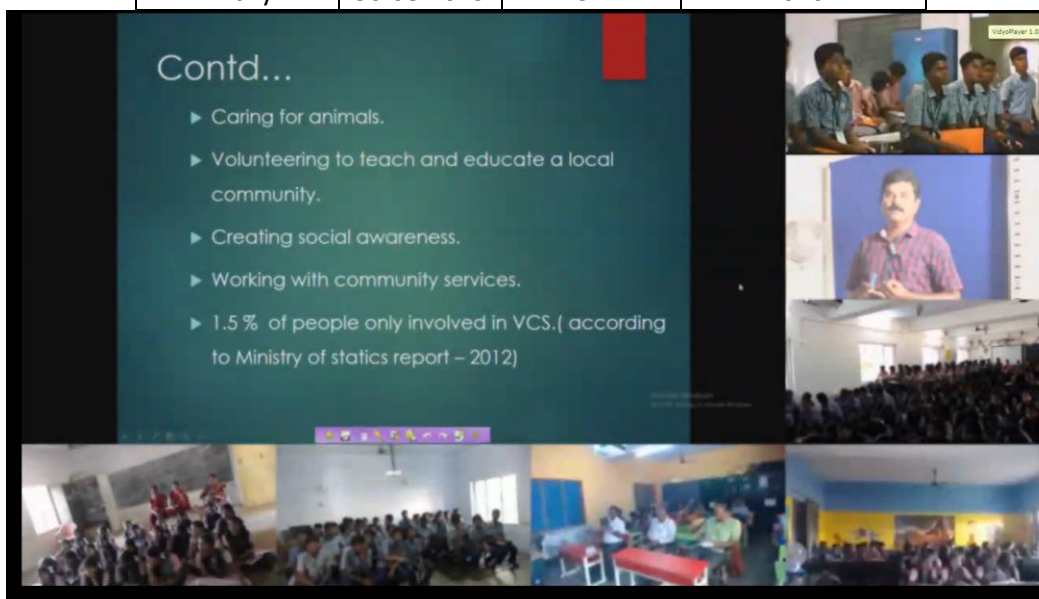 Contd...
Caring for animals.
Volunteering to teach and educate a local
community.
Creating social awareness.
Working with community services.
1.5 % of people only involved in VCS.( according
to Ministry of statics report – 2012)
VidyoPlayer 1.0